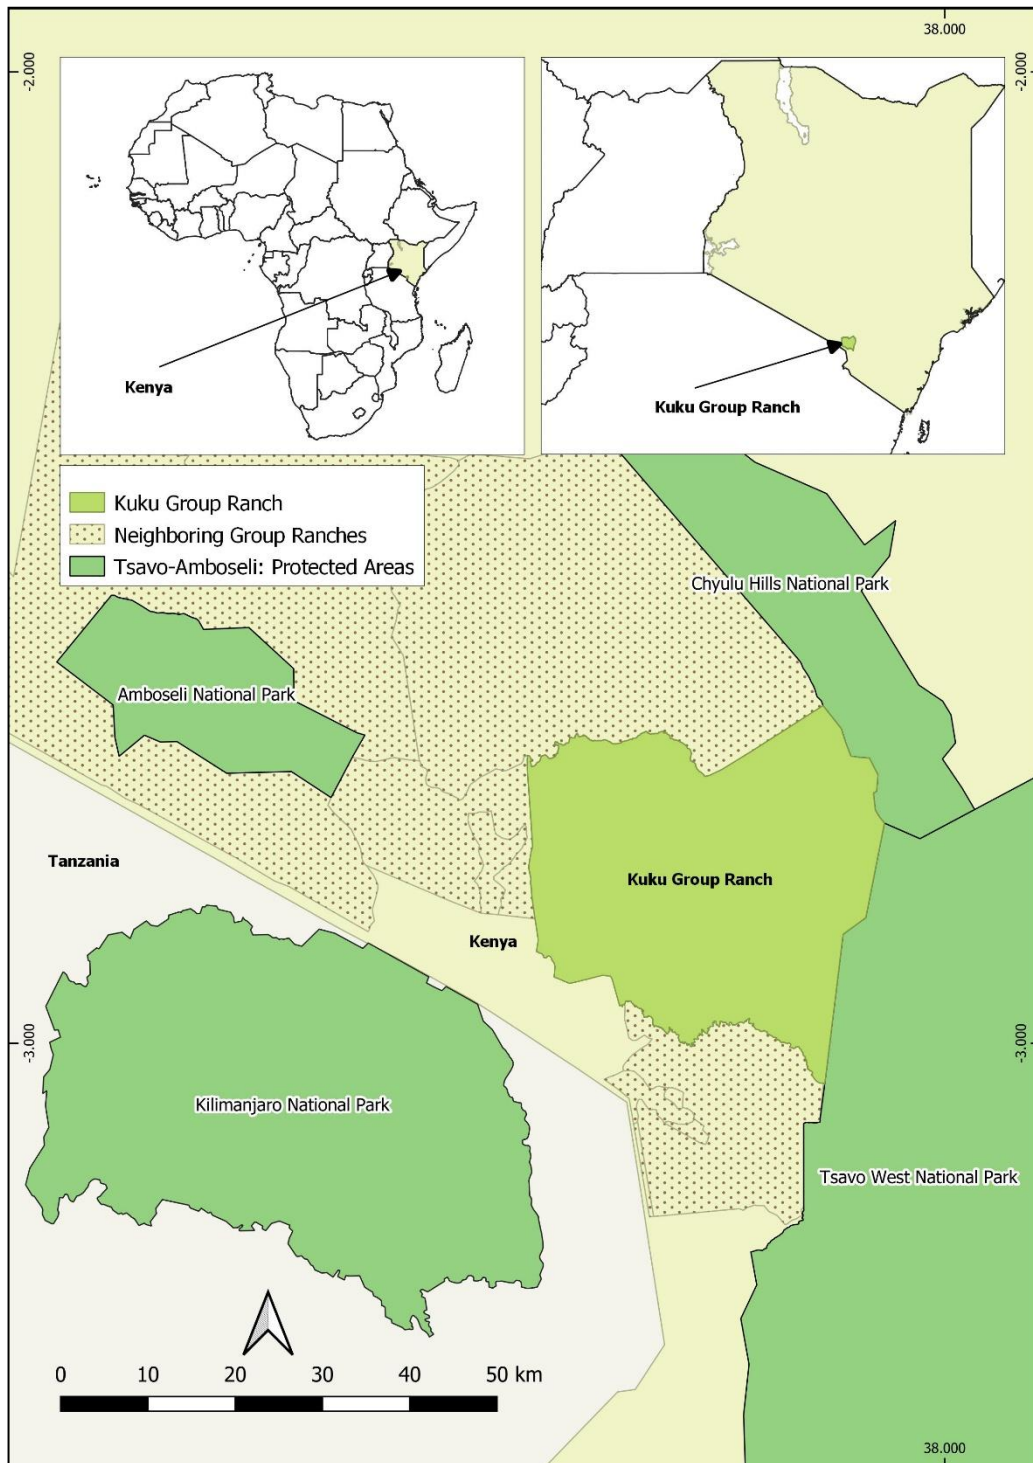 38.000
-2.000
-2.000
Kenya
Kuku Group Ranch
Kuku Group Ranch
Neighboring Group Ranches
Tsavo-Amboseli: Protected Areas
Chyulu Hills National Park
Amboseli National Park
Tanzania
Kuku Group Ranch
Kenya
-3.000
-3.000
Kilimanjaro National Park
Tsavo West National Park
0 10 20 30 40 50 km
38.000